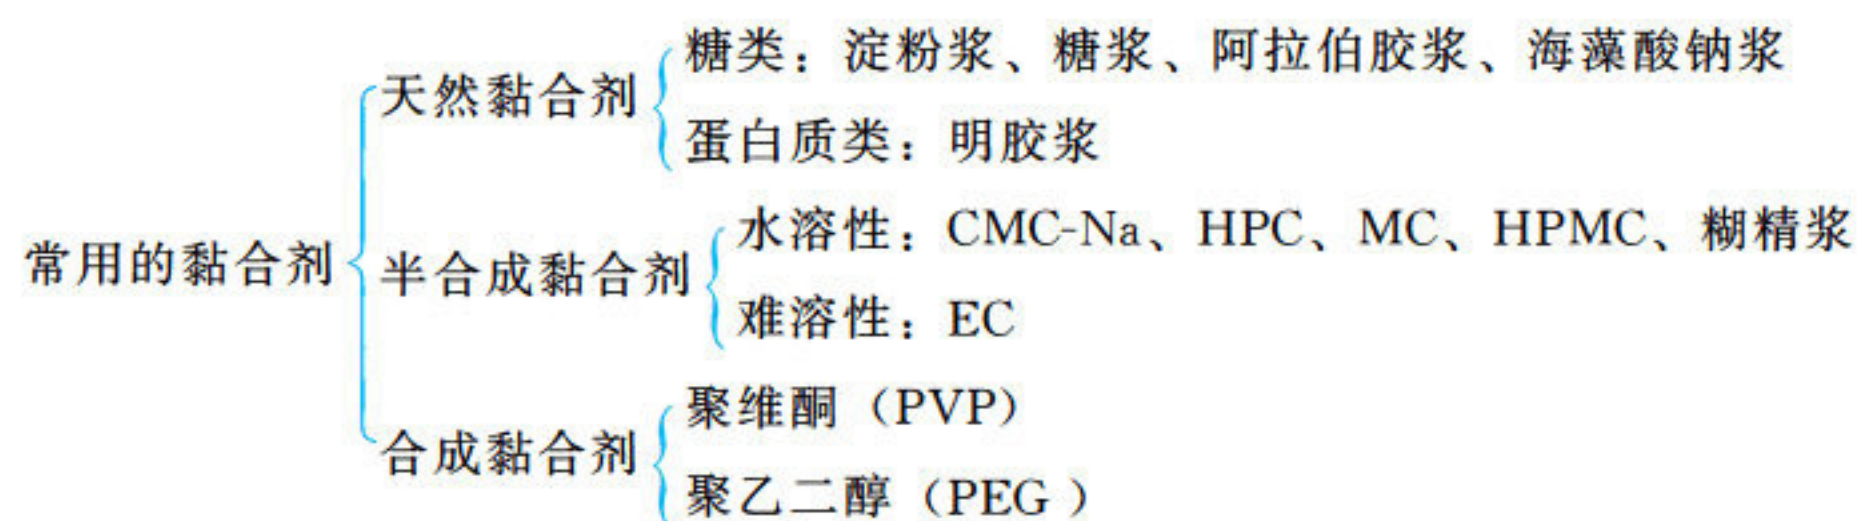 常用的黏合剂
天然黏合剂
糖类：淀粉浆、糖浆、阿拉伯胶浆、海藻酸钠浆
蛋白质类：明胶浆
半合成黏合剂
水溶性：CMC-Na、HPC、MC、HPMC、糊精浆
难溶性：EC
合成黏合剂
聚维酮（PVP）
聚乙二醇（PEG ）